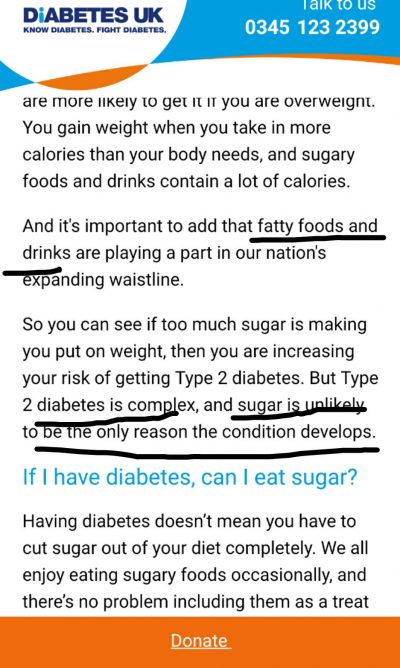 DiABETES UK
KNOW DIABETES. FIGHT DIABETES.
Talk to us
0345 123 2399
are more likely to get it if you are overweight.
You gain weight when you take in more
calories than your body needs, and sugary
foods and drinks contain a lot of calories.
And it's important to add that fatty foods and
drinks are playing a part in our nation's
expanding waistline.
So you can see if too much sugar is making
you put on weight, then you are increasing
your risk of getting Type 2 diabetes. But Type
2 diabetes is complex, and sugar is unlikely
to be the only reason the condition develops.
If I have diabetes, can I eat sugar?
Having diabetes doesn’t mean you have to
cut sugar out of your diet completely. We all
enjoy eating sugary foods occasionally, and
there’s no problem including them as a treat
Donate